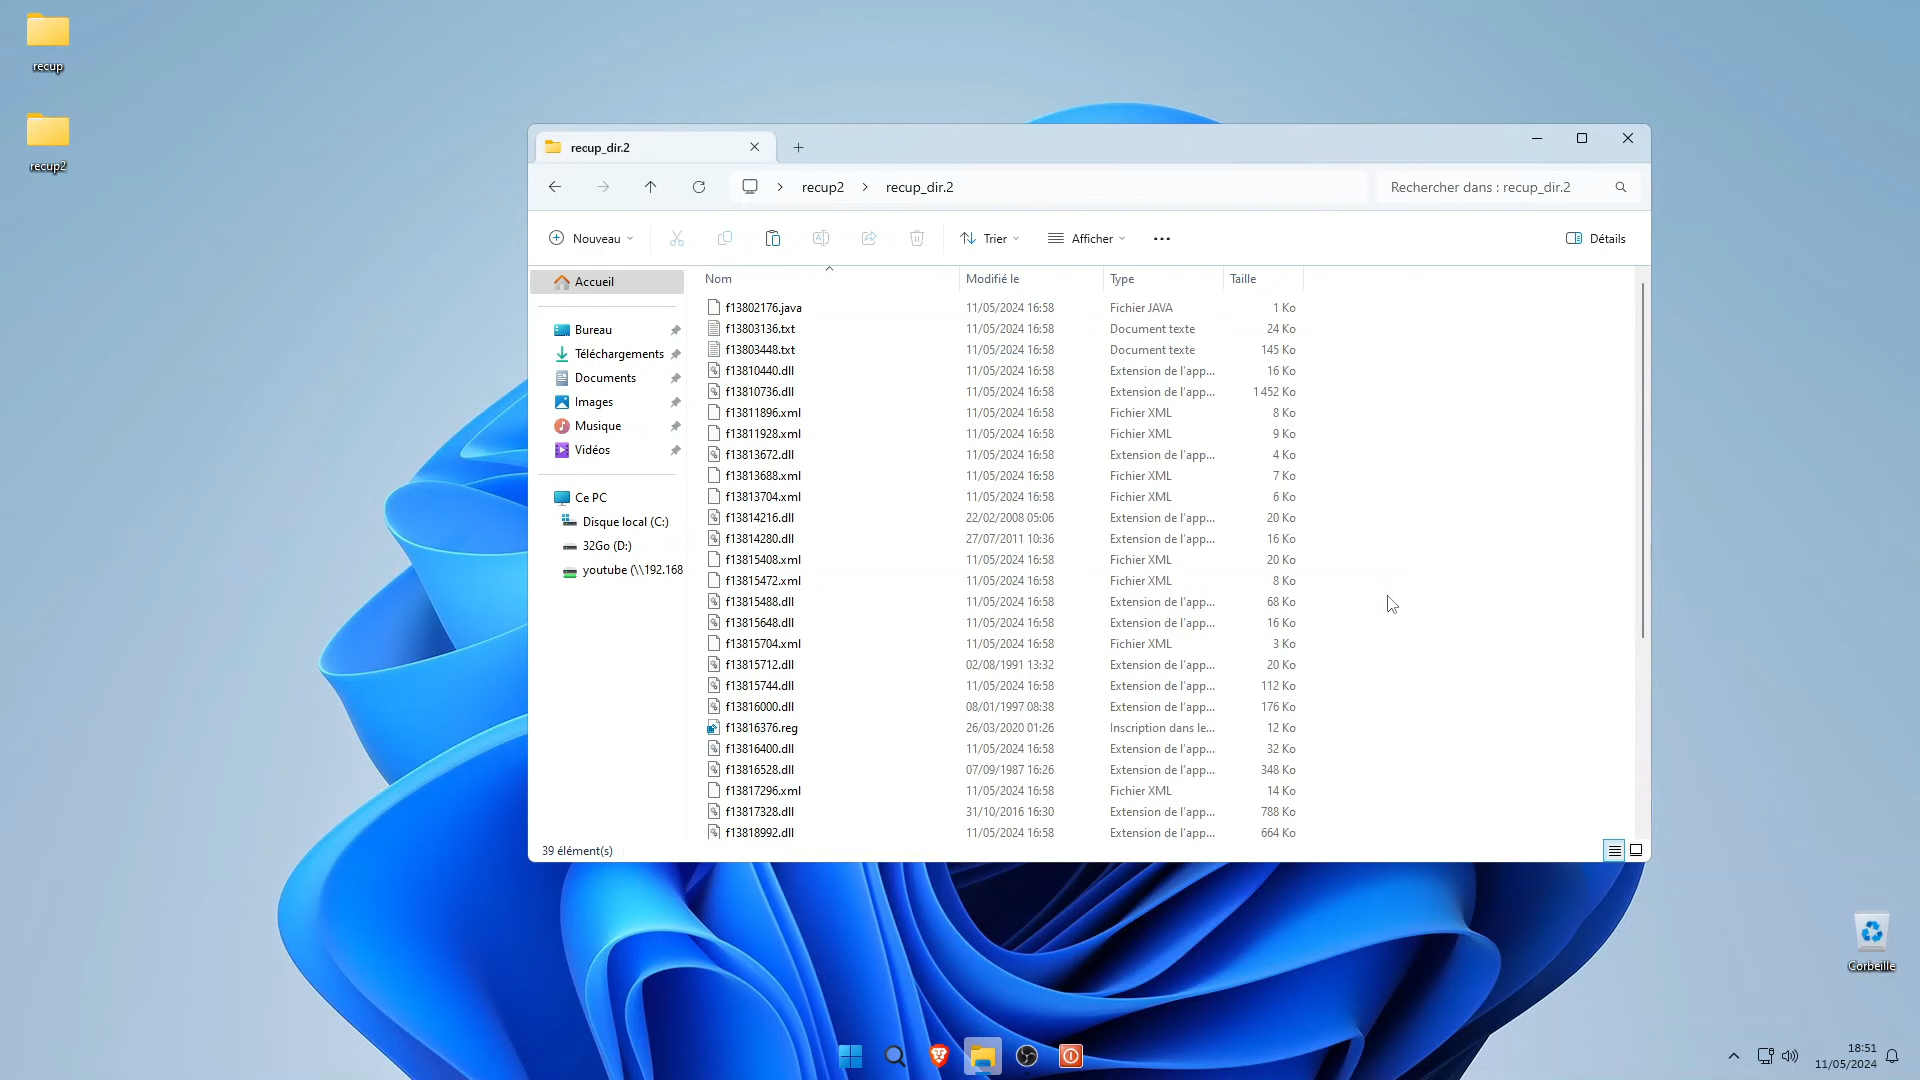 recup
recup2
recup_dir.2
recup2
recup_dir.2
Rechercher dans : recup_dir.2
Nouveau
Trier
Afficher
Détails
Accueil
Bureau
Téléchargements
Documents
Images
Musique
Vidéos
Ce PC
Disque local (C:)
32Go (D:)
youtube (\\192.168
Nom Modifié le Type Taille
f13802176.java 11/05/2024 16:58 Fichier JAVA 1 Ko
f13803136.txt 11/05/2024 16:58 Document texte 24 Ko
f13803448.txt 11/05/2024 16:58 Document texte 145 Ko
f13810440.dll 11/05/2024 16:58 Extension de l'app... 16 Ko
f13810736.dll 11/05/2024 16:58 Extension de l'app... 1 452 Ko
f13811896.xml 11/05/2024 16:58 Fichier XML 8 Ko
f13811928.xml 11/05/2024 16:58 Fichier XML 9 Ko
f13813672.dll 11/05/2024 16:58 Extension de l'app... 4 Ko
f13813688.xml 11/05/2024 16:58 Fichier XML 7 Ko
f13813704.xml 11/05/2024 16:58 Fichier XML 6 Ko
f13814216.dll 22/02/2008 05:06 Extension de l'app... 20 Ko
f13814280.dll 27/07/2011 10:36 Extension de l'app... 16 Ko
f13815408.xml 11/05/2024 16:58 Fichier XML 20 Ko
f13815472.xml 11/05/2024 16:58 Fichier XML 8 Ko
f13815488.dll 11/05/2024 16:58 Extension de l'app... 68 Ko
f13815648.dll 11/05/2024 16:58 Extension de l'app... 16 Ko
f13815704.xml 11/05/2024 16:58 Fichier XML 3 Ko
f13815712.dll 02/08/1991 13:32 Extension de l'app... 20 Ko
f13815744.dll 11/05/2024 16:58 Extension de l'app... 112 Ko
f13816000.dll 08/01/1997 08:38 Extension de l'app... 176 Ko
f13816376.reg 26/03/2020 01:26 Inscription dans le... 12 Ko
f13816400.dll 11/05/2024 16:58 Extension de l'app... 32 Ko
f13816528.dll 07/09/1987 16:26 Extension de l'app... 348 Ko
f13817296.xml 11/05/2024 16:58 Fichier XML 14 Ko
f13817328.dll 31/10/2016 16:30 Extension de l'app... 788 Ko
f13818992.dll 11/05/2024 16:58 Extension de l'app... 664 Ko
39 élément(s)
Corbeille
18:51
11/05/2024